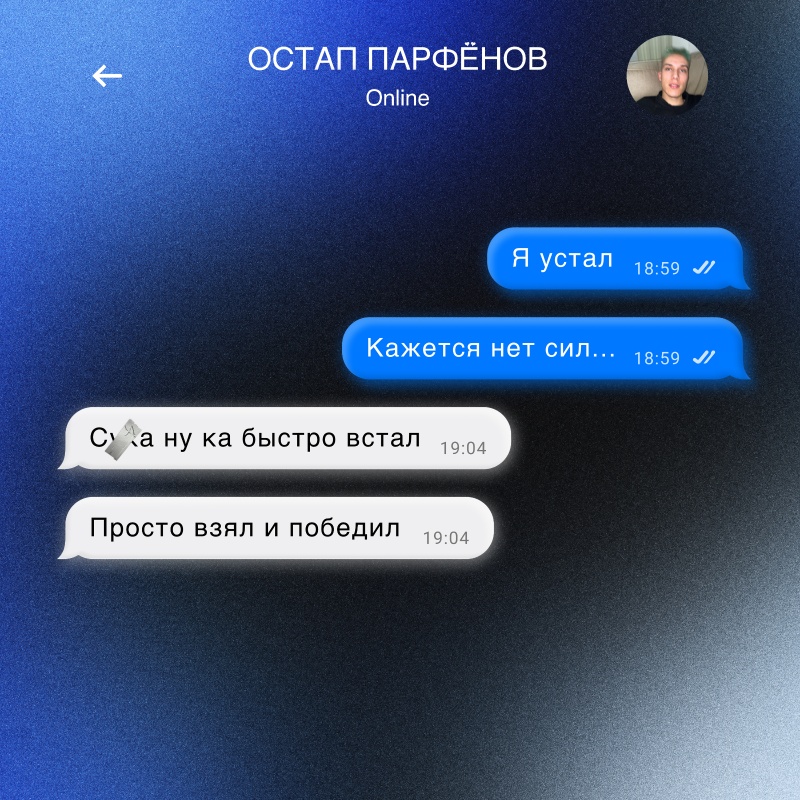 ОСТАП ПАРФЁНОВ
Online
Я устал 18:59
Кажется нет сил... 18:59
ну ка быстро встал 19:04
Просто взял и победил 19:04